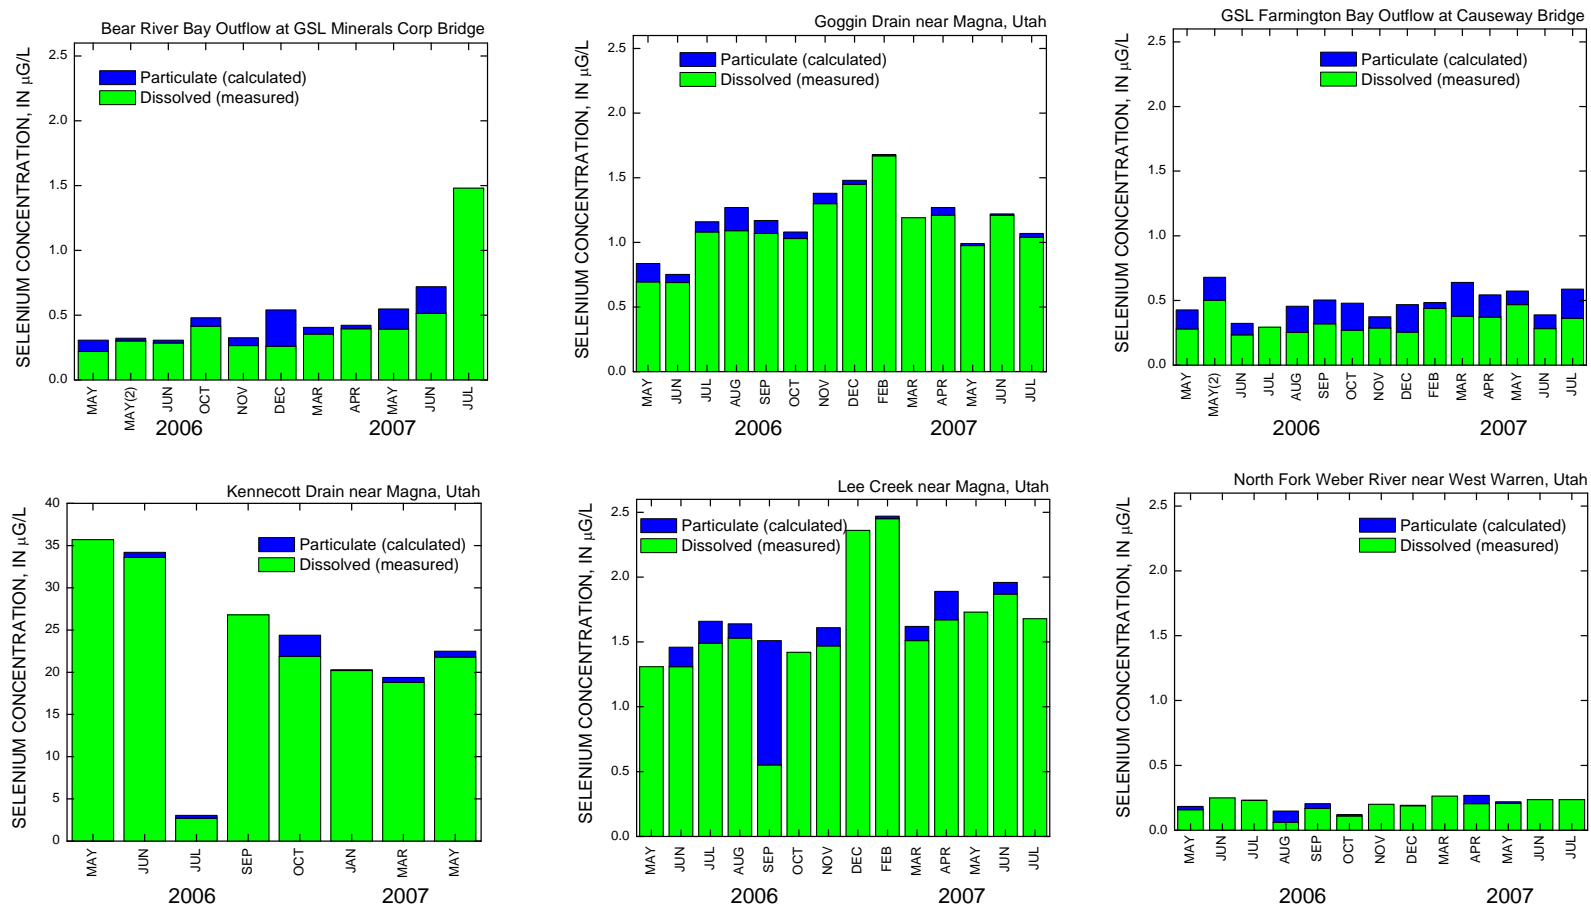 Bear River Bay Outflow at GSL Minerals Corp Bridge
SELENIUM CONCENTRATION, IN µG/L
2.5
2.0
1.5
1.0
0.5
0.0
Particulate (calculated)
Dissolved (measured)
MAY
MAY(2)
JUN
OCT
NOV
DEC
MAR
APR
MAY
JUN
JUL
2006
2007
Goggin Drain near Magna, Utah
SELENIUM CONCENTRATION, IN µG/L
2.5
2.0
1.5
1.0
0.5
0.0
Particulate (calculated)
Dissolved (measured)
MAY
JUN
JUL
AUG
SEP
OCT
NOV
DEC
FEB
MAR
APR
MAY
JUN
JUL
2006
2007
GSL Farmington Bay Outflow at Causeway Bridge
SELENIUM CONCENTRATION, IN µG/L
2.5
2.0
1.5
1.0
0.5
0.0
Particulate (calculated)
Dissolved (measured)
MAY
MAY(2)
JUN
JUL
AUG
SEP
OCT
NOV
DEC
FEB
MAR
APR
MAY
JUN
JUL
2006
2007
Kennecott Drain near Magna, Utah
SELENIUM CONCENTRATION, IN µG/L
40
35
30
25
20
15
10
5
0
Particulate (calculated)
Dissolved (measured)
MAY
JUN
JUL
SEP
OCT
JAN
MAR
MAY
2006
2007
Lee Creek near Magna, Utah
SELENIUM CONCENTRATION, IN µG/L
2.5
2.0
1.5
1.0
0.5
0.0
Particulate (calculated)
Dissolved (measured)
MAY
JUN
JUL
AUG
SEP
OCT
NOV
DEC
FEB
MAR
APR
MAY
JUN
JUL
2006
2007
North Fork Weber River near West Warren, Utah
SELENIUM CONCENTRATION, IN µG/L
2.5
2.0
1.5
1.0
0.5
0.0
Particulate (calculated)
Dissolved (measured)
MAY
JUN
JUL
AUG
SEP
OCT
NOV
DEC
MAR
APR
MAY
JUN
JUL
2006
2007